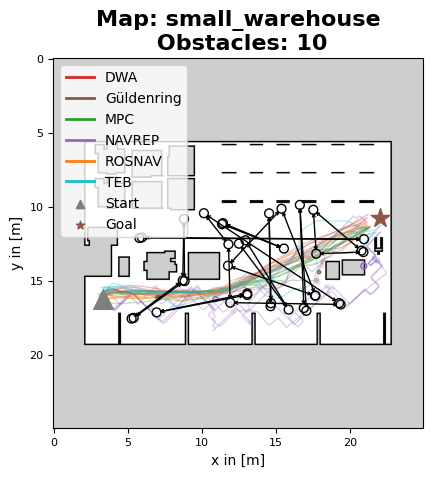 Map: small_warehouse
Obstacles: 10
DWA
Güldenring
MPC
NAVREP
ROSNAV
TEB
Start
Goal
0
5
10
15
20
y in [m]
0
5
10
15
20
x in [m]